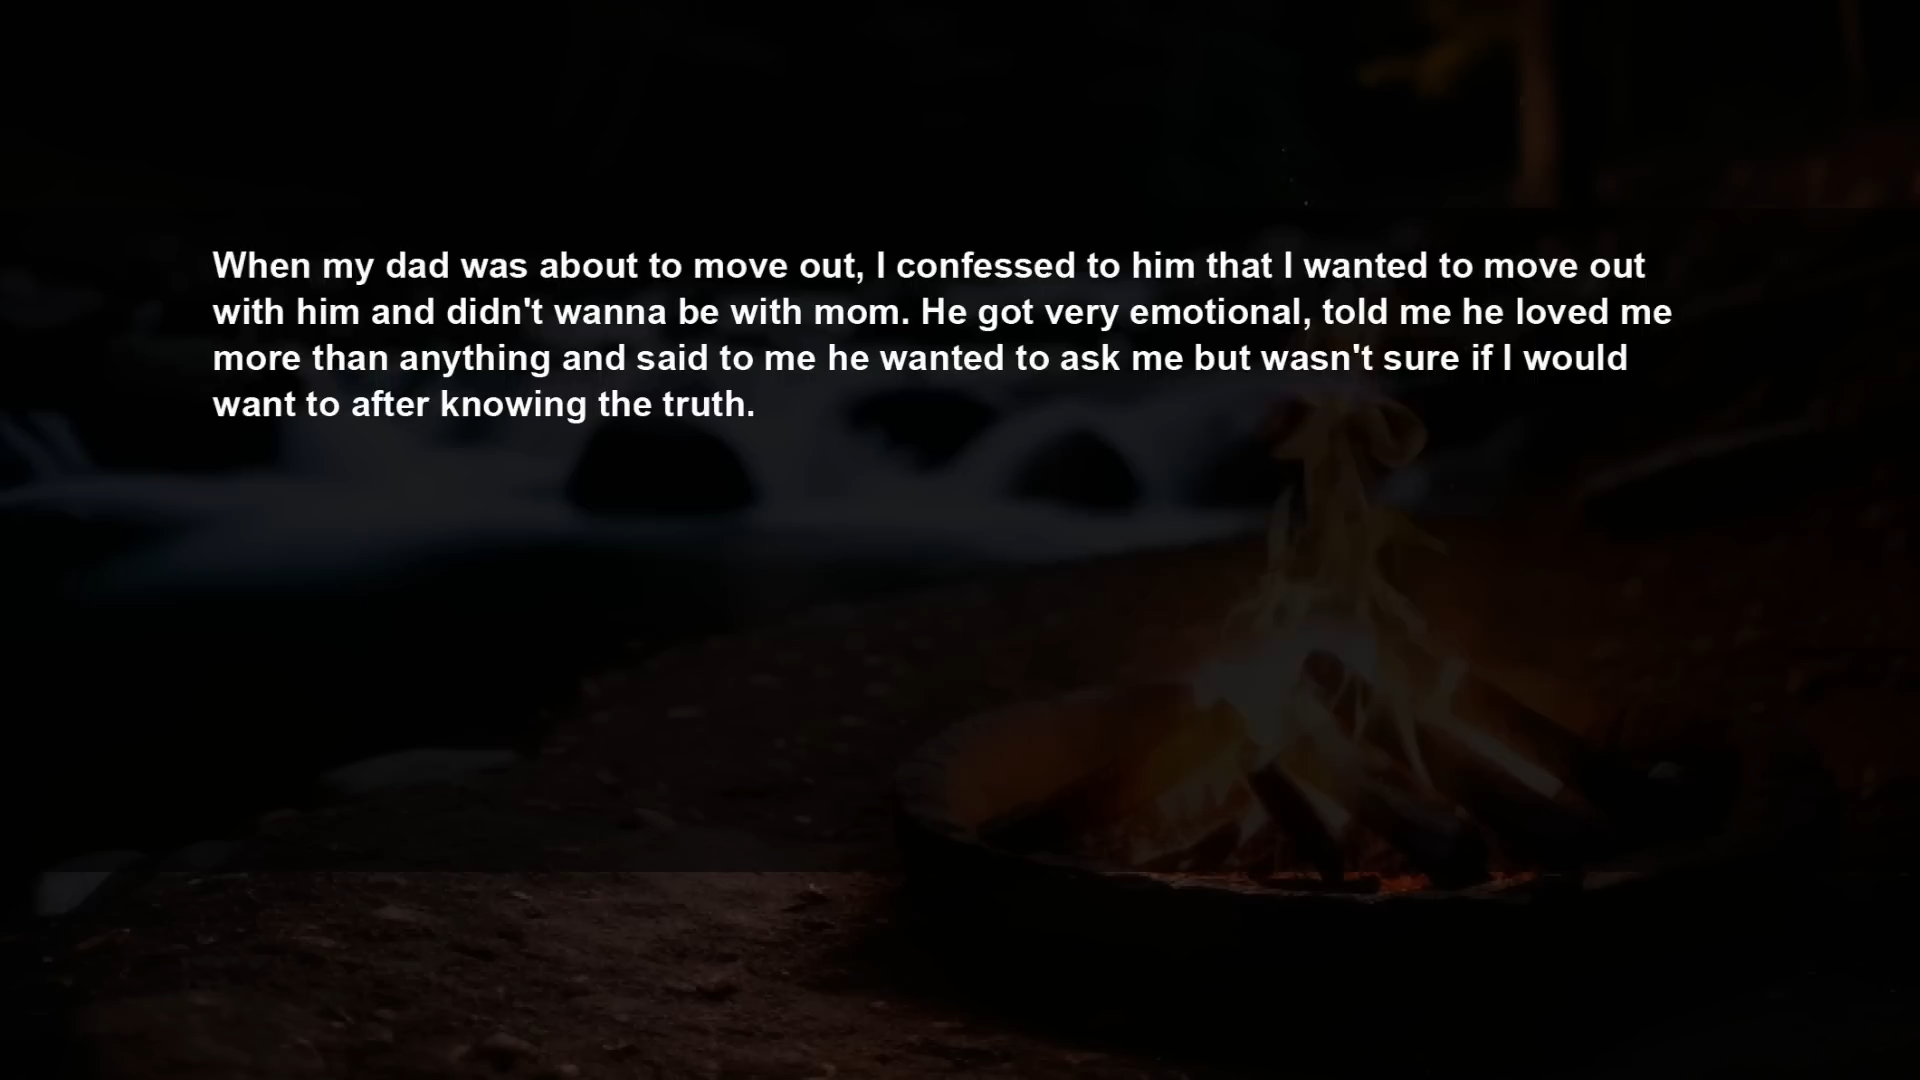 When my dad was about to move out, I confessed to him that I wanted to move out
with him and didn't wanna be with mom. He got very emotional, told me he loved me
more than anything and said to me he wanted to ask me but wasn't sure if I would
want to after knowing the truth.